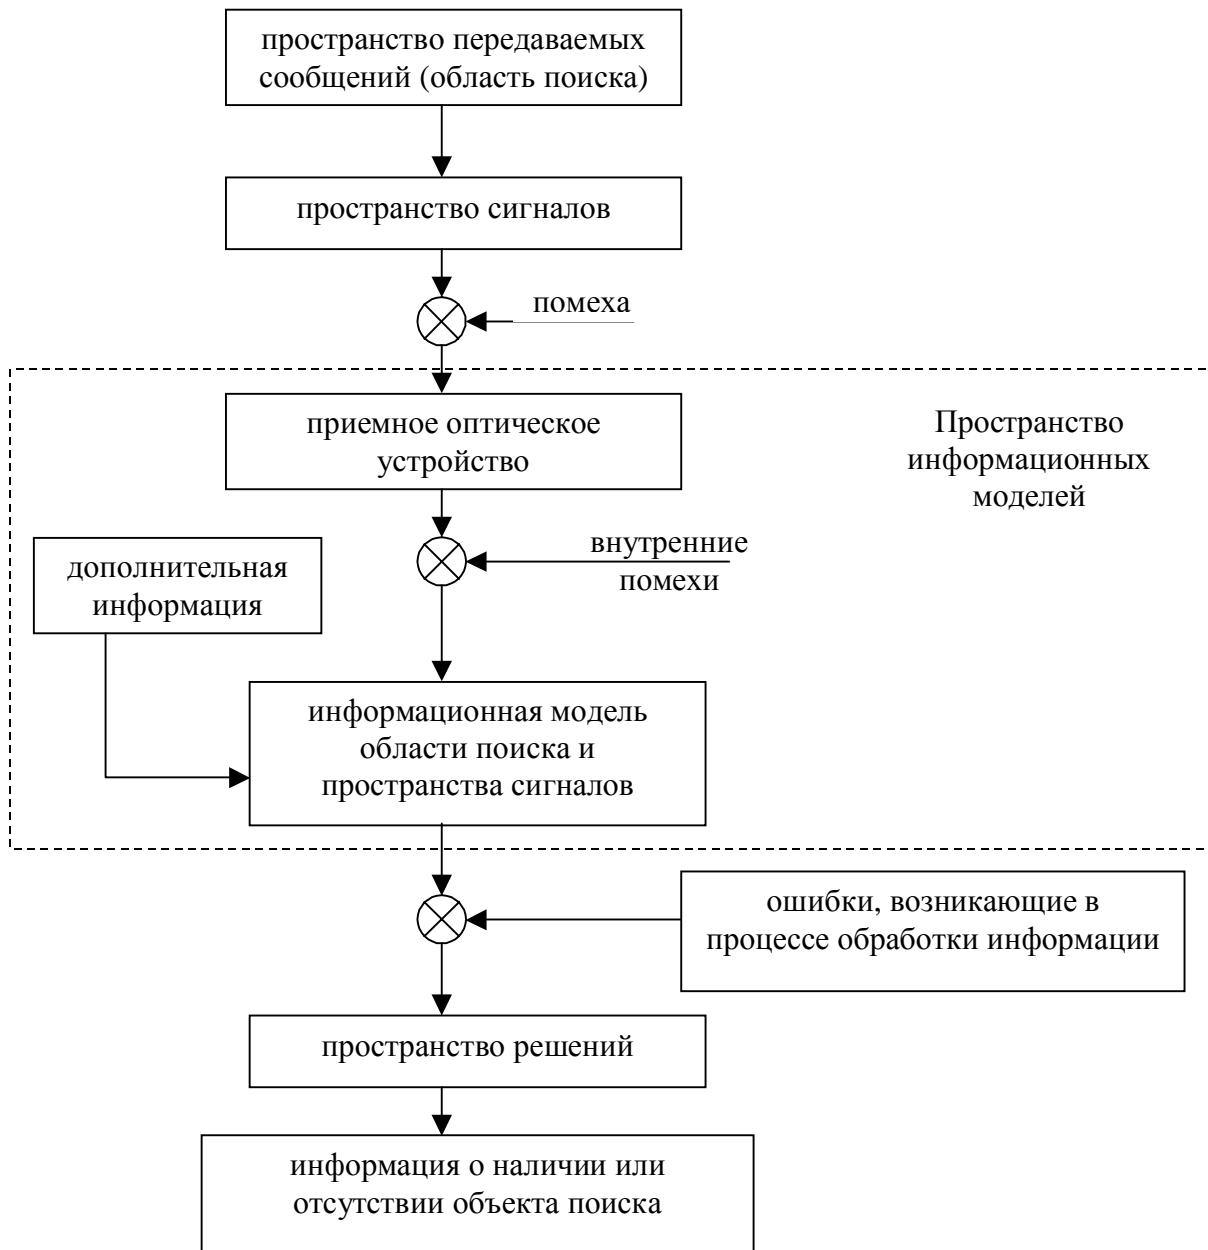 пространство передаваемых
сообщений (область поиска)
пространство сигналов
помеха
приемное оптическое
устройство
Пространство
информационных
моделей
внутренние
помехи
дополнительная
информация
информационная модель
области поиска и
пространства сигналов
ошибки, возникающие в
процессе обработки информации
пространство решений
информация о наличии или
отсутствии объекта поиска